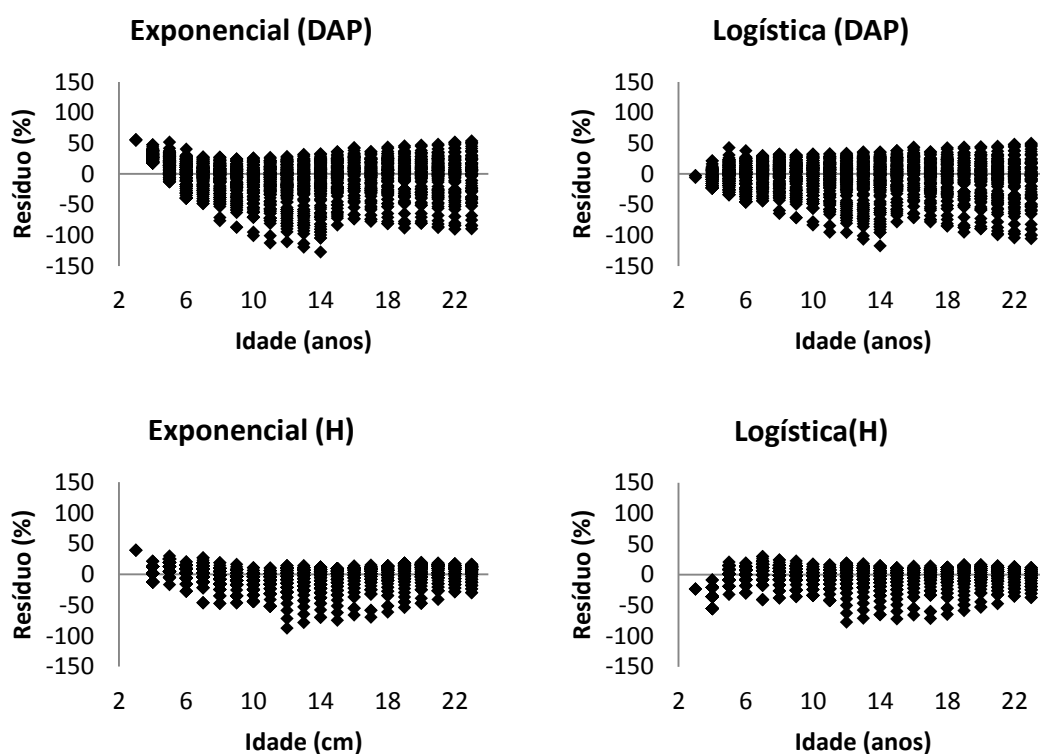 Exponencial (DAP)
Resíduo (%)
150
100
50
0
-50
-100
-150
2 6 10 14 18 22
Idade (anos)
Logística (DAP)
Resíduo (%)
150
100
50
0
-50
-100
-150
2 6 10 14 18 22
Idade (anos)
Exponencial (H)
Resíduo (%)
150
100
50
0
-50
-100
-150
2 6 10 14 18 22
Idade (cm)
Logística(H)
Resíduo (%)
150
100
50
0
-50
-100
-150
2 6 10 14 18 22
Idade (anos)